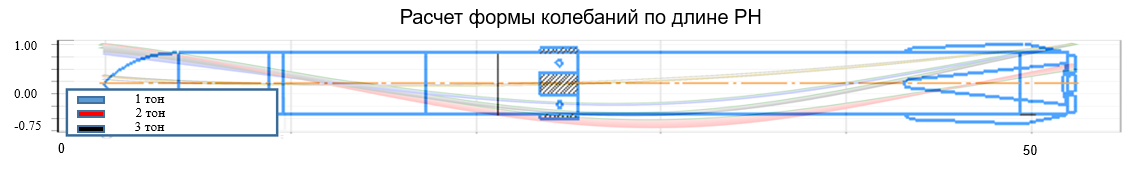 Расчет формы колебаний по длине РН
1.00
0.00
-0.75
1 тон
2 тон
3 тон
0
50